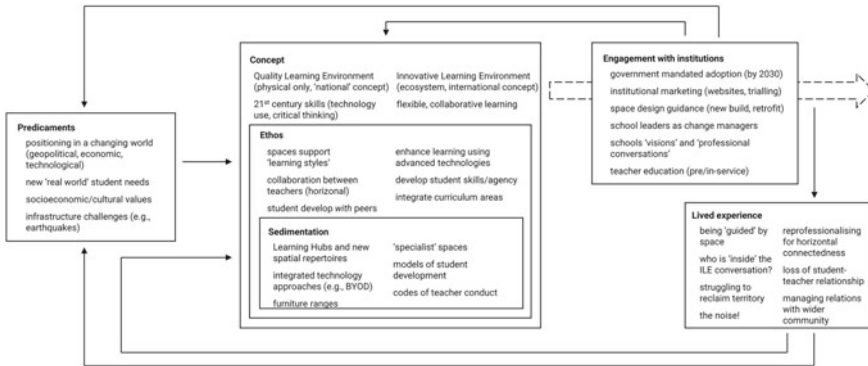 Predicaments
positioning in a changing world
(geopolitical, economic,
technological)
new 'real world' student needs
socioeconomic/cultural values
infrastructure challenges (e.g.,
earthquakes)
Concept
Quality Learning Environment
(physical only, 'national' concept)
21st century skills (technology
use, critical thinking)
Innovative Learning Environment
(ecosystem, international concept)
flexible, collaborative learning
Ethos
spaces support
'learning styles'
collaboration between
teachers (horizonal)
student develop with peers
enhance learning using
advanced technologies
develop student skills/agency
integrate curriculum areas
Sedimentation
Learning Hubs and new
spatial repertoires
integrated technology
approaches (e.g., BYOD)
furniture ranges
'specialist' spaces
models of student
development
codes of teacher conduct
Engagement with institutions
government mandated adoption (by 2030)
institutional marketing (websites, trialling)
space design guidance (new build, retrofit)
school leaders as change managers
schools 'visions' and 'professional
conversations'
teacher education (pre/in-service)
Lived experience
being 'guided' by
space
who is 'inside' the
ILE conversation?
struggling to
reclaim territory
the noise!
reprofessionalising
for horizontal
connectedness
loss of student-
teacher relationship
managing relations
with wider
community